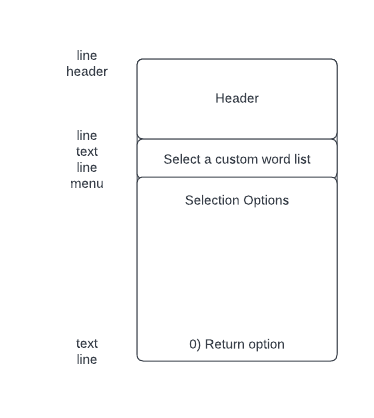 line
header
Header
line
text
line
menu
Select a custom word list
Selection Options
text
line
0) Return option